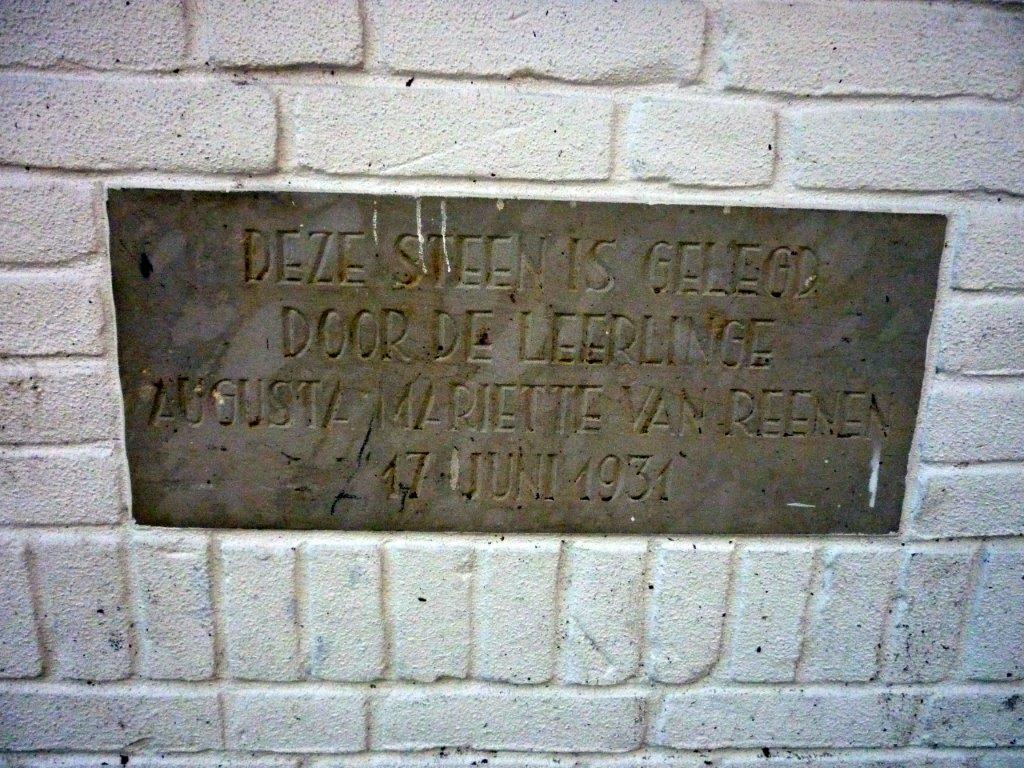 DEZE STEEN IS GELEGD
DOOR DE LEERLINGE
AUGUSTA MARIETTE VAN REENEN
17 JUNI 1931